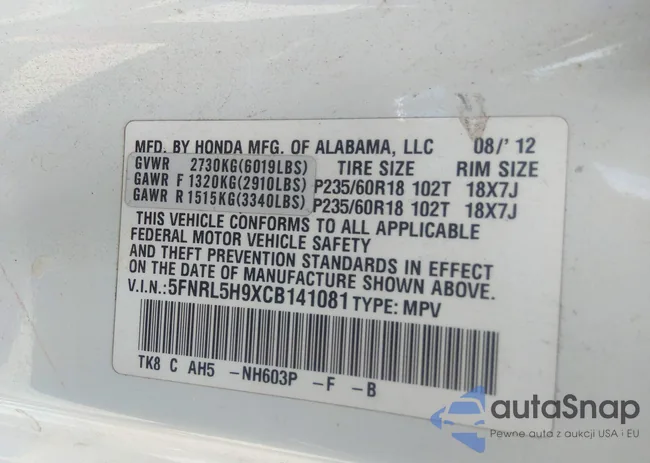 MFD. BY HONDA MFG. OF ALABAMA, LLC 08/' 12
GVWR 2730KG(6019LBS) TIRE SIZE RIM SIZE
GAWR F 1320KG(2910LBS) P235/60R18 102T 18X7J
GAWR R 1515KG(3340LBS) P235/60R18 102T 18X7J
THIS VEHICLE CONFORMS TO ALL APPLICABLE
FEDERAL MOTOR VEHICLE SAFETY
AND THEFT PREVENTION STANDARDS IN EFFECT
ON THE DATE OF MANUFACTURE SHOWN ABOVE.
V.I.N.:5FNRL5H9XCB141081 TYPE: MPV
TK8 C AH5 -NH603P -F -B
autaSnap
Pewne auta z aukcji USA i EU